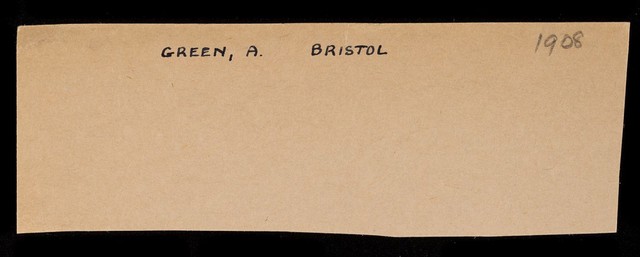 GREEN, A. BRISTOL 1908